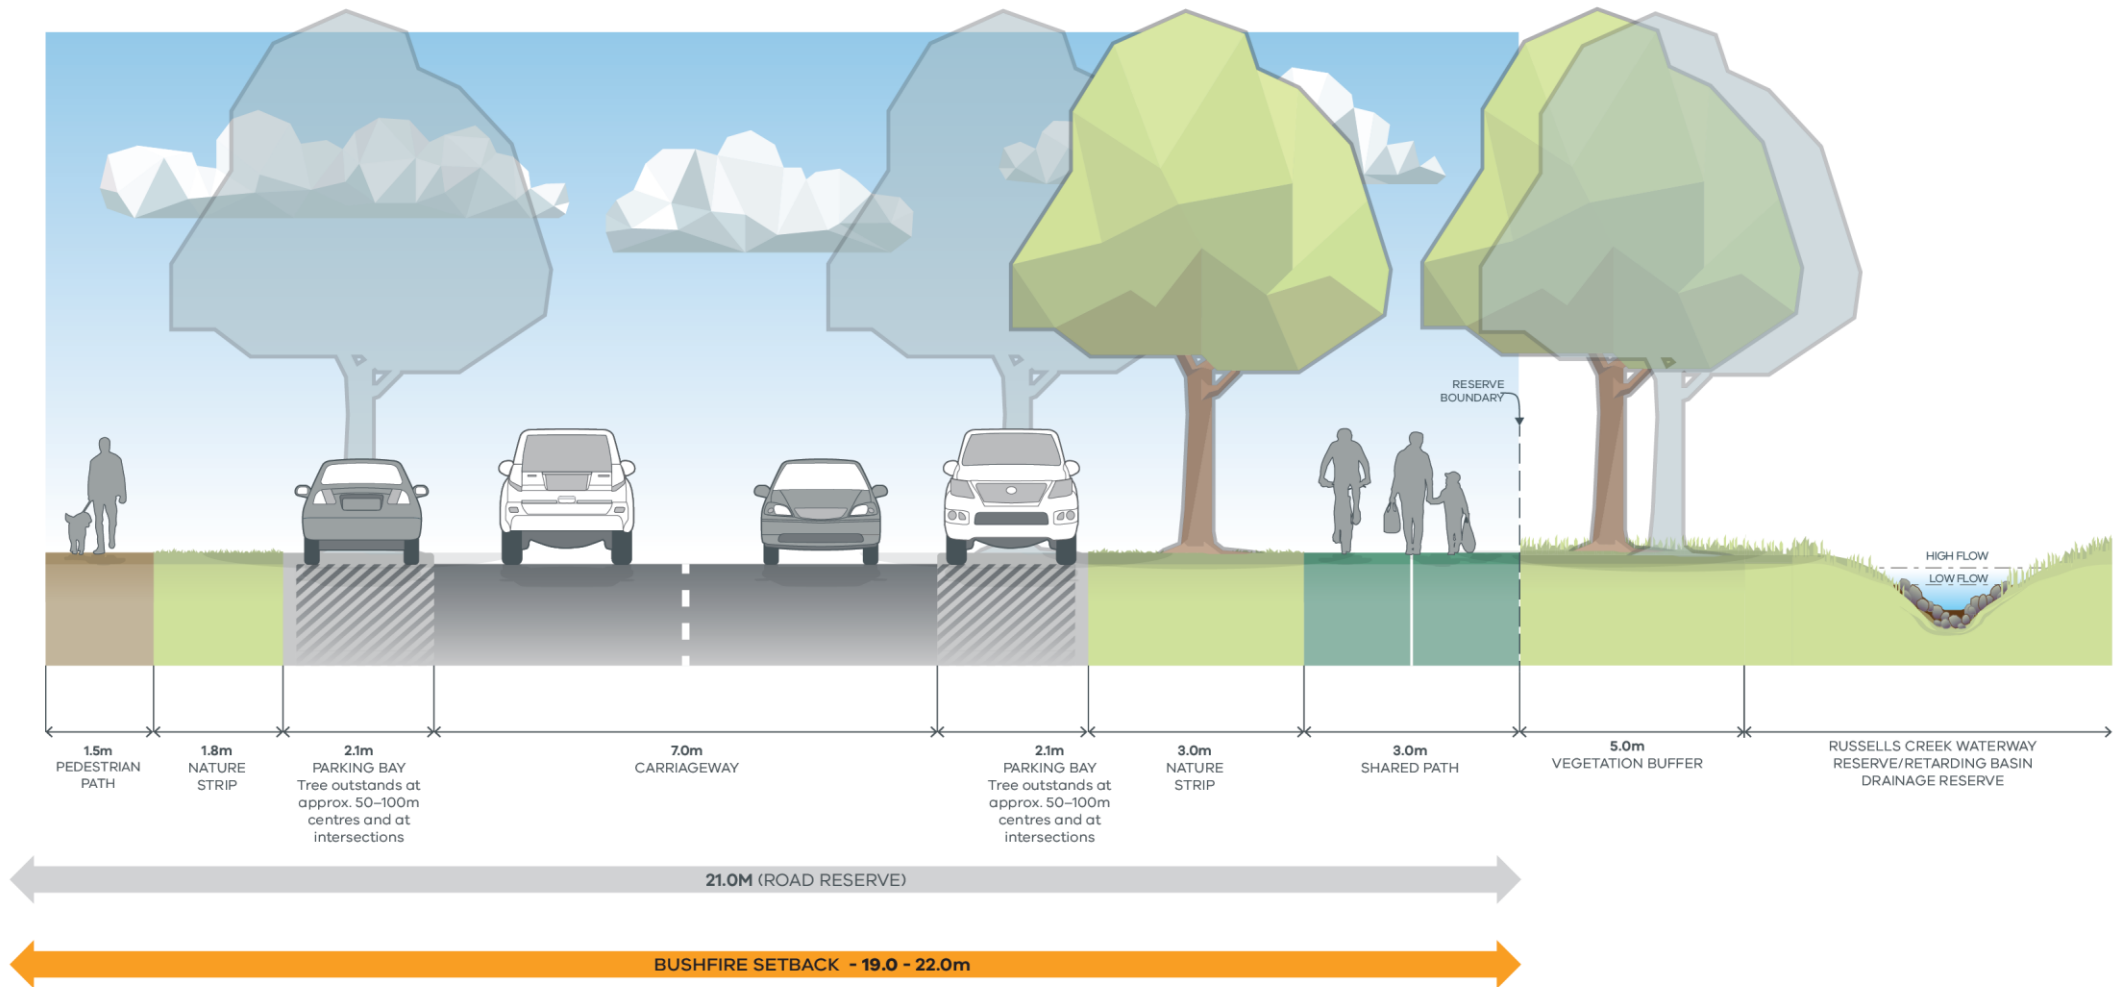 RESERVE
BOUNDARY
HIGH FLOW
LOW FLOW
1.5m
PEDESTRIAN
PATH
1.8m
NATURE
STRIP
2.1m
PARKING BAY
Tree outstands at
approx. 50–100m
centres and at
intersections
7.0m
CARRIAGEWAY
2.1m
PARKING BAY
Tree outstands at
approx. 50–100m
centres and at
intersections
3.0m
NATURE
STRIP
3.0m
SHARED PATH
5.0m
VEGETATION BUFFER
RUSSELLS CREEK WATERWAY
RESERVE/RETARDING BASIN
DRAINAGE RESERVE
21.0M (ROAD RESERVE)
BUSHFIRE SETBACK - 19.0 - 22.0m